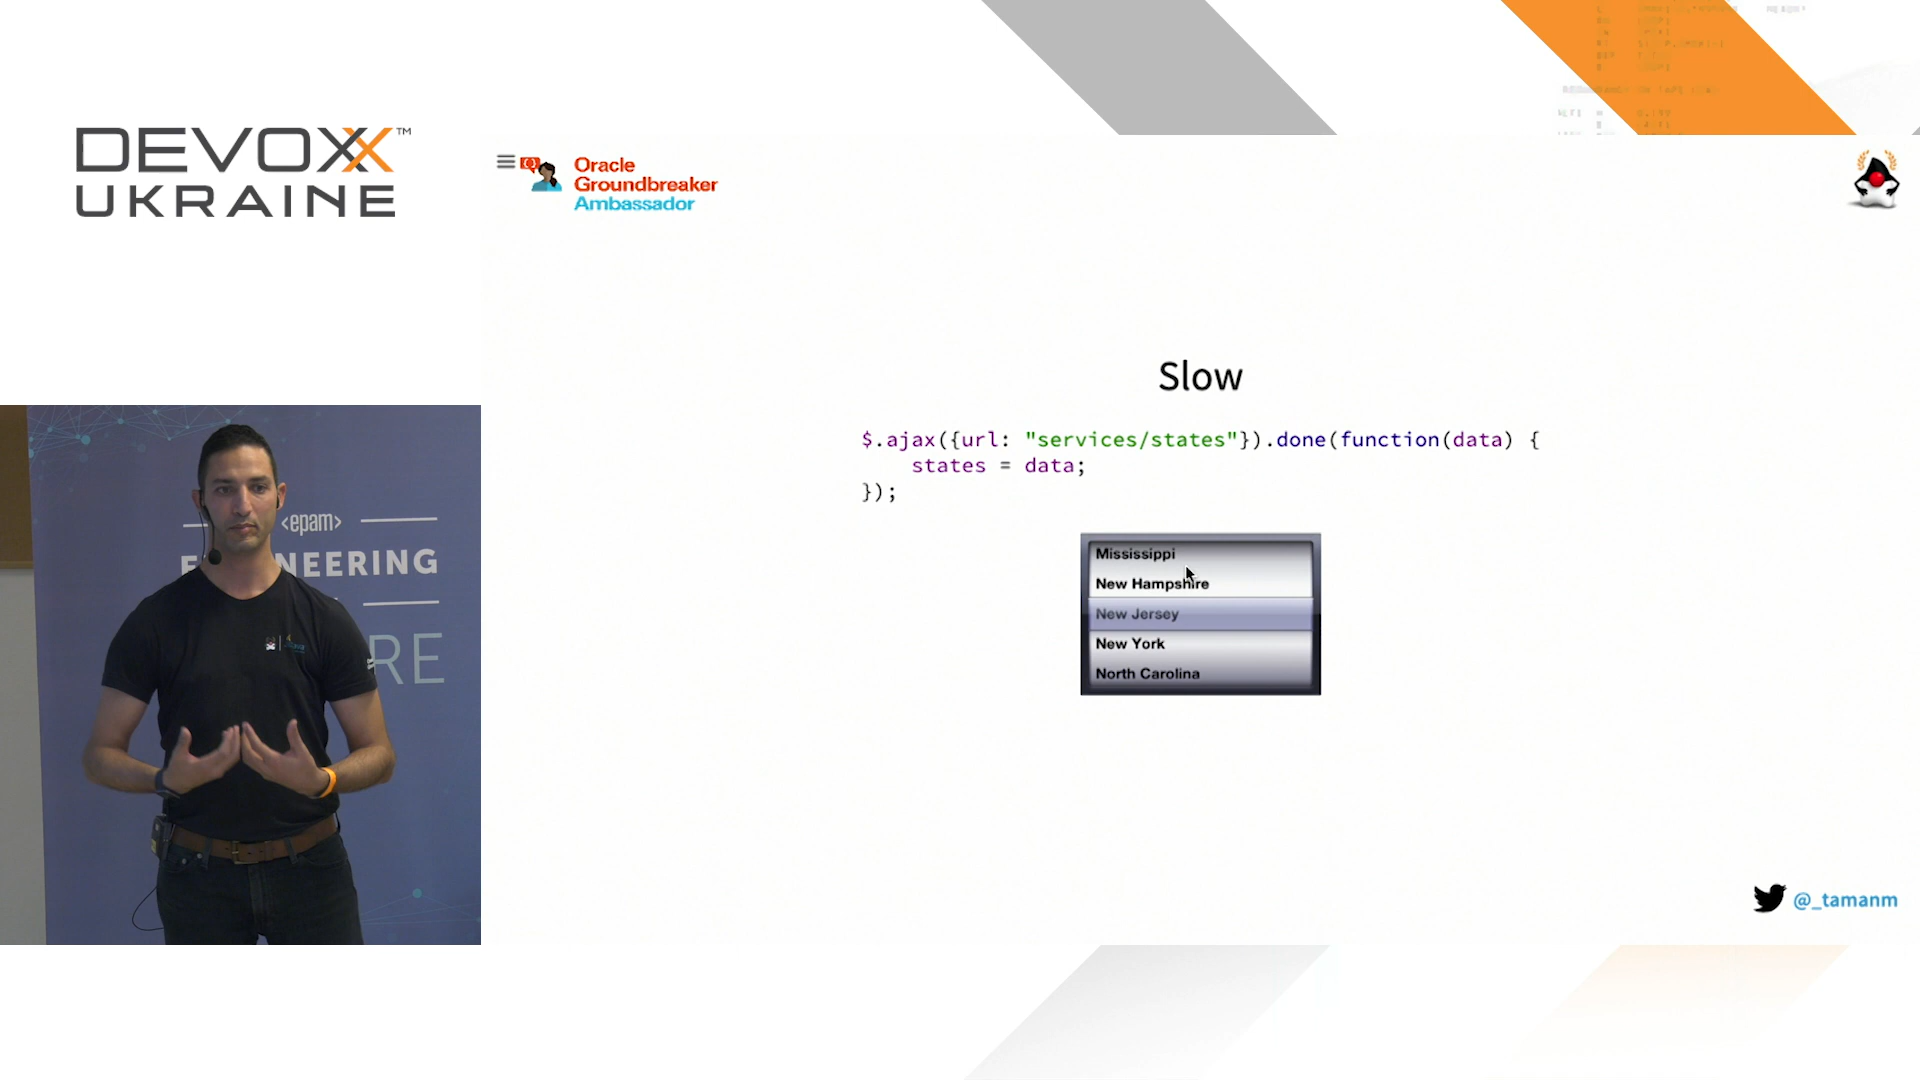 DEVOXX™
UKRAINE
Oracle
Groundbreaker
Ambassador
Slow
$.ajax({url: "services/states"}).done(function(data) {
    states = data;
});
Mississippi
New Hampshire
New Jersey
New York
North Carolina
@_tamanm
<epam>
NEERING
RE